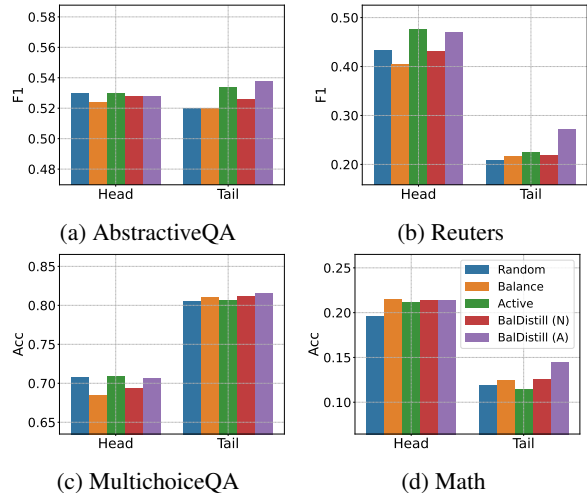 0.58
0.56
0.54
0.52
0.50
0.48
F1
Head
Tail
(a) AbstractiveQA
0.50
0.40
0.30
0.20
F1
Head
Tail
(b) Reuters
0.85
0.80
0.75
0.70
0.65
Acc
Head
Tail
(c) MultichoiceQA
0.25
0.20
0.15
0.10
Acc
Random
Balance
Active
BalDistill (N)
BalDistill (A)
Head
Tail
(d) Math